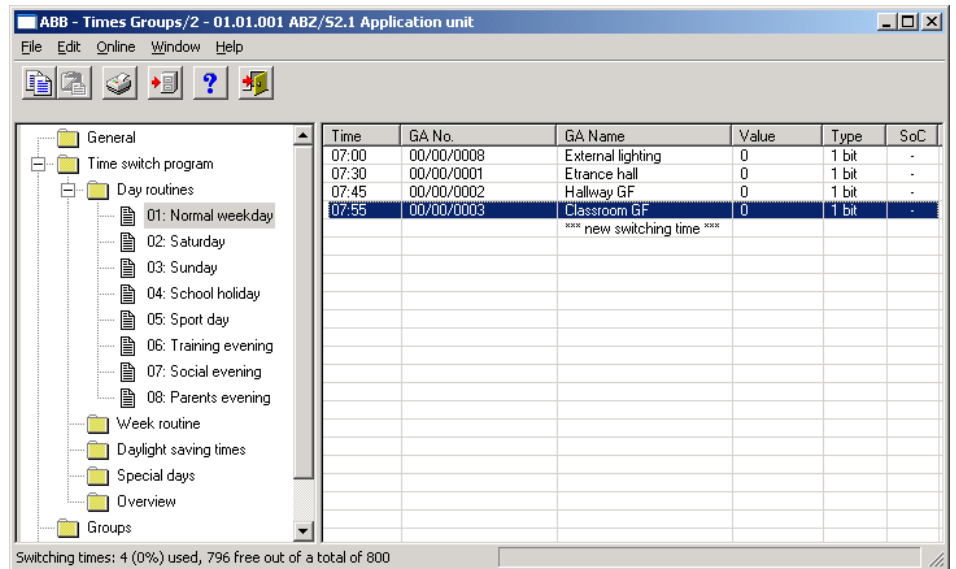 ABB - Times Groups/2 - 01.01.001 ABZ/S2.1 Application unit
File Edit Online Window Help
General
Time switch program
Day routines
01: Normal weekday
02: Saturday
03: Sunday
04: School holiday
05: Sport day
06: Training evening
07: Social evening
08: Parents evening
Week routine
Daylight saving times
Special days
Overview
Groups
Time GA No. GA Name Value Type SoC
07:00 00/00/0008 External lighting 0 1 bit -
07:30 00/00/0001 Etrance hall 0 1 bit -
07:45 00/00/0002 Hallway GF 0 1 bit -
07:55 00/00/0003 Classroom GF 0 1 bit -
*** new switching time ***
Switching times: 4 (0%) used, 796 free out of a total of 800